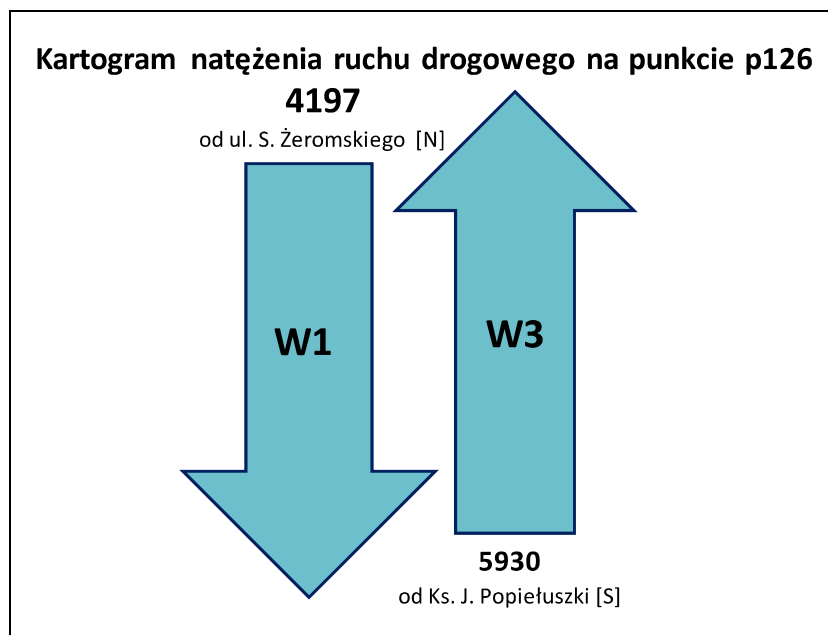 Kartogram natężenia ruchu drogowego na punkcie p126
4197
od ul. S. Żeromskiego [N]
W1
W3
5930
od Ks. J. Popiełuszki [S]